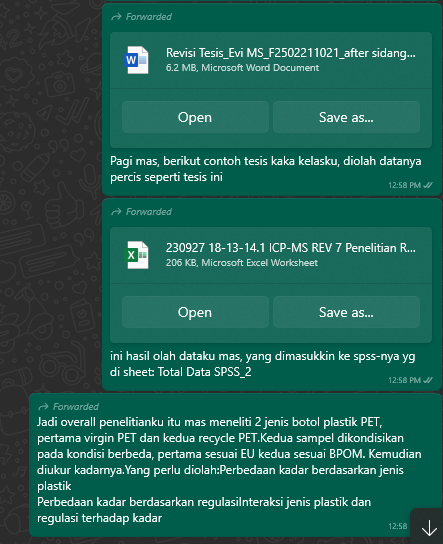 Forwarded
Revisi Tesis_Evi MS_F2502211021_after sidang...
6.2 MB, Microsoft Word Document
Open
Save as...
Pagi mas, berikut contoh tesis kaka kelasku, diolah datanya
percis seperti tesis ini
12:58 PM
Forwarded
230927 18-13-14.1 ICP-MS REV 7 Penelitian R...
206 KB, Microsoft Excel Worksheet
Open
Save as...
ini hasil olah dataku mas, yang dimasukkin ke spss-nya yg
di sheet: Total Data SPSS_2
12:58 PM
Forwarded
Jadi overall penelitianku itu mas meneliti 2 jenis botol plastik PET,
pertama virgin PET dan kedua recycle PET.Kedua sampel dikondisikan
pada kondisi berbeda, pertama sesuai EU kedua sesuai BPOM. Kemudian
diukur kadarnya.Yang perlu diolah:Perbedaan kadar berdasarkan jenis
plastik
Perbedaan kadar berdasarkan regulasiInteraksi jenis plastik dan
regulasi terhadap kadar
12:58